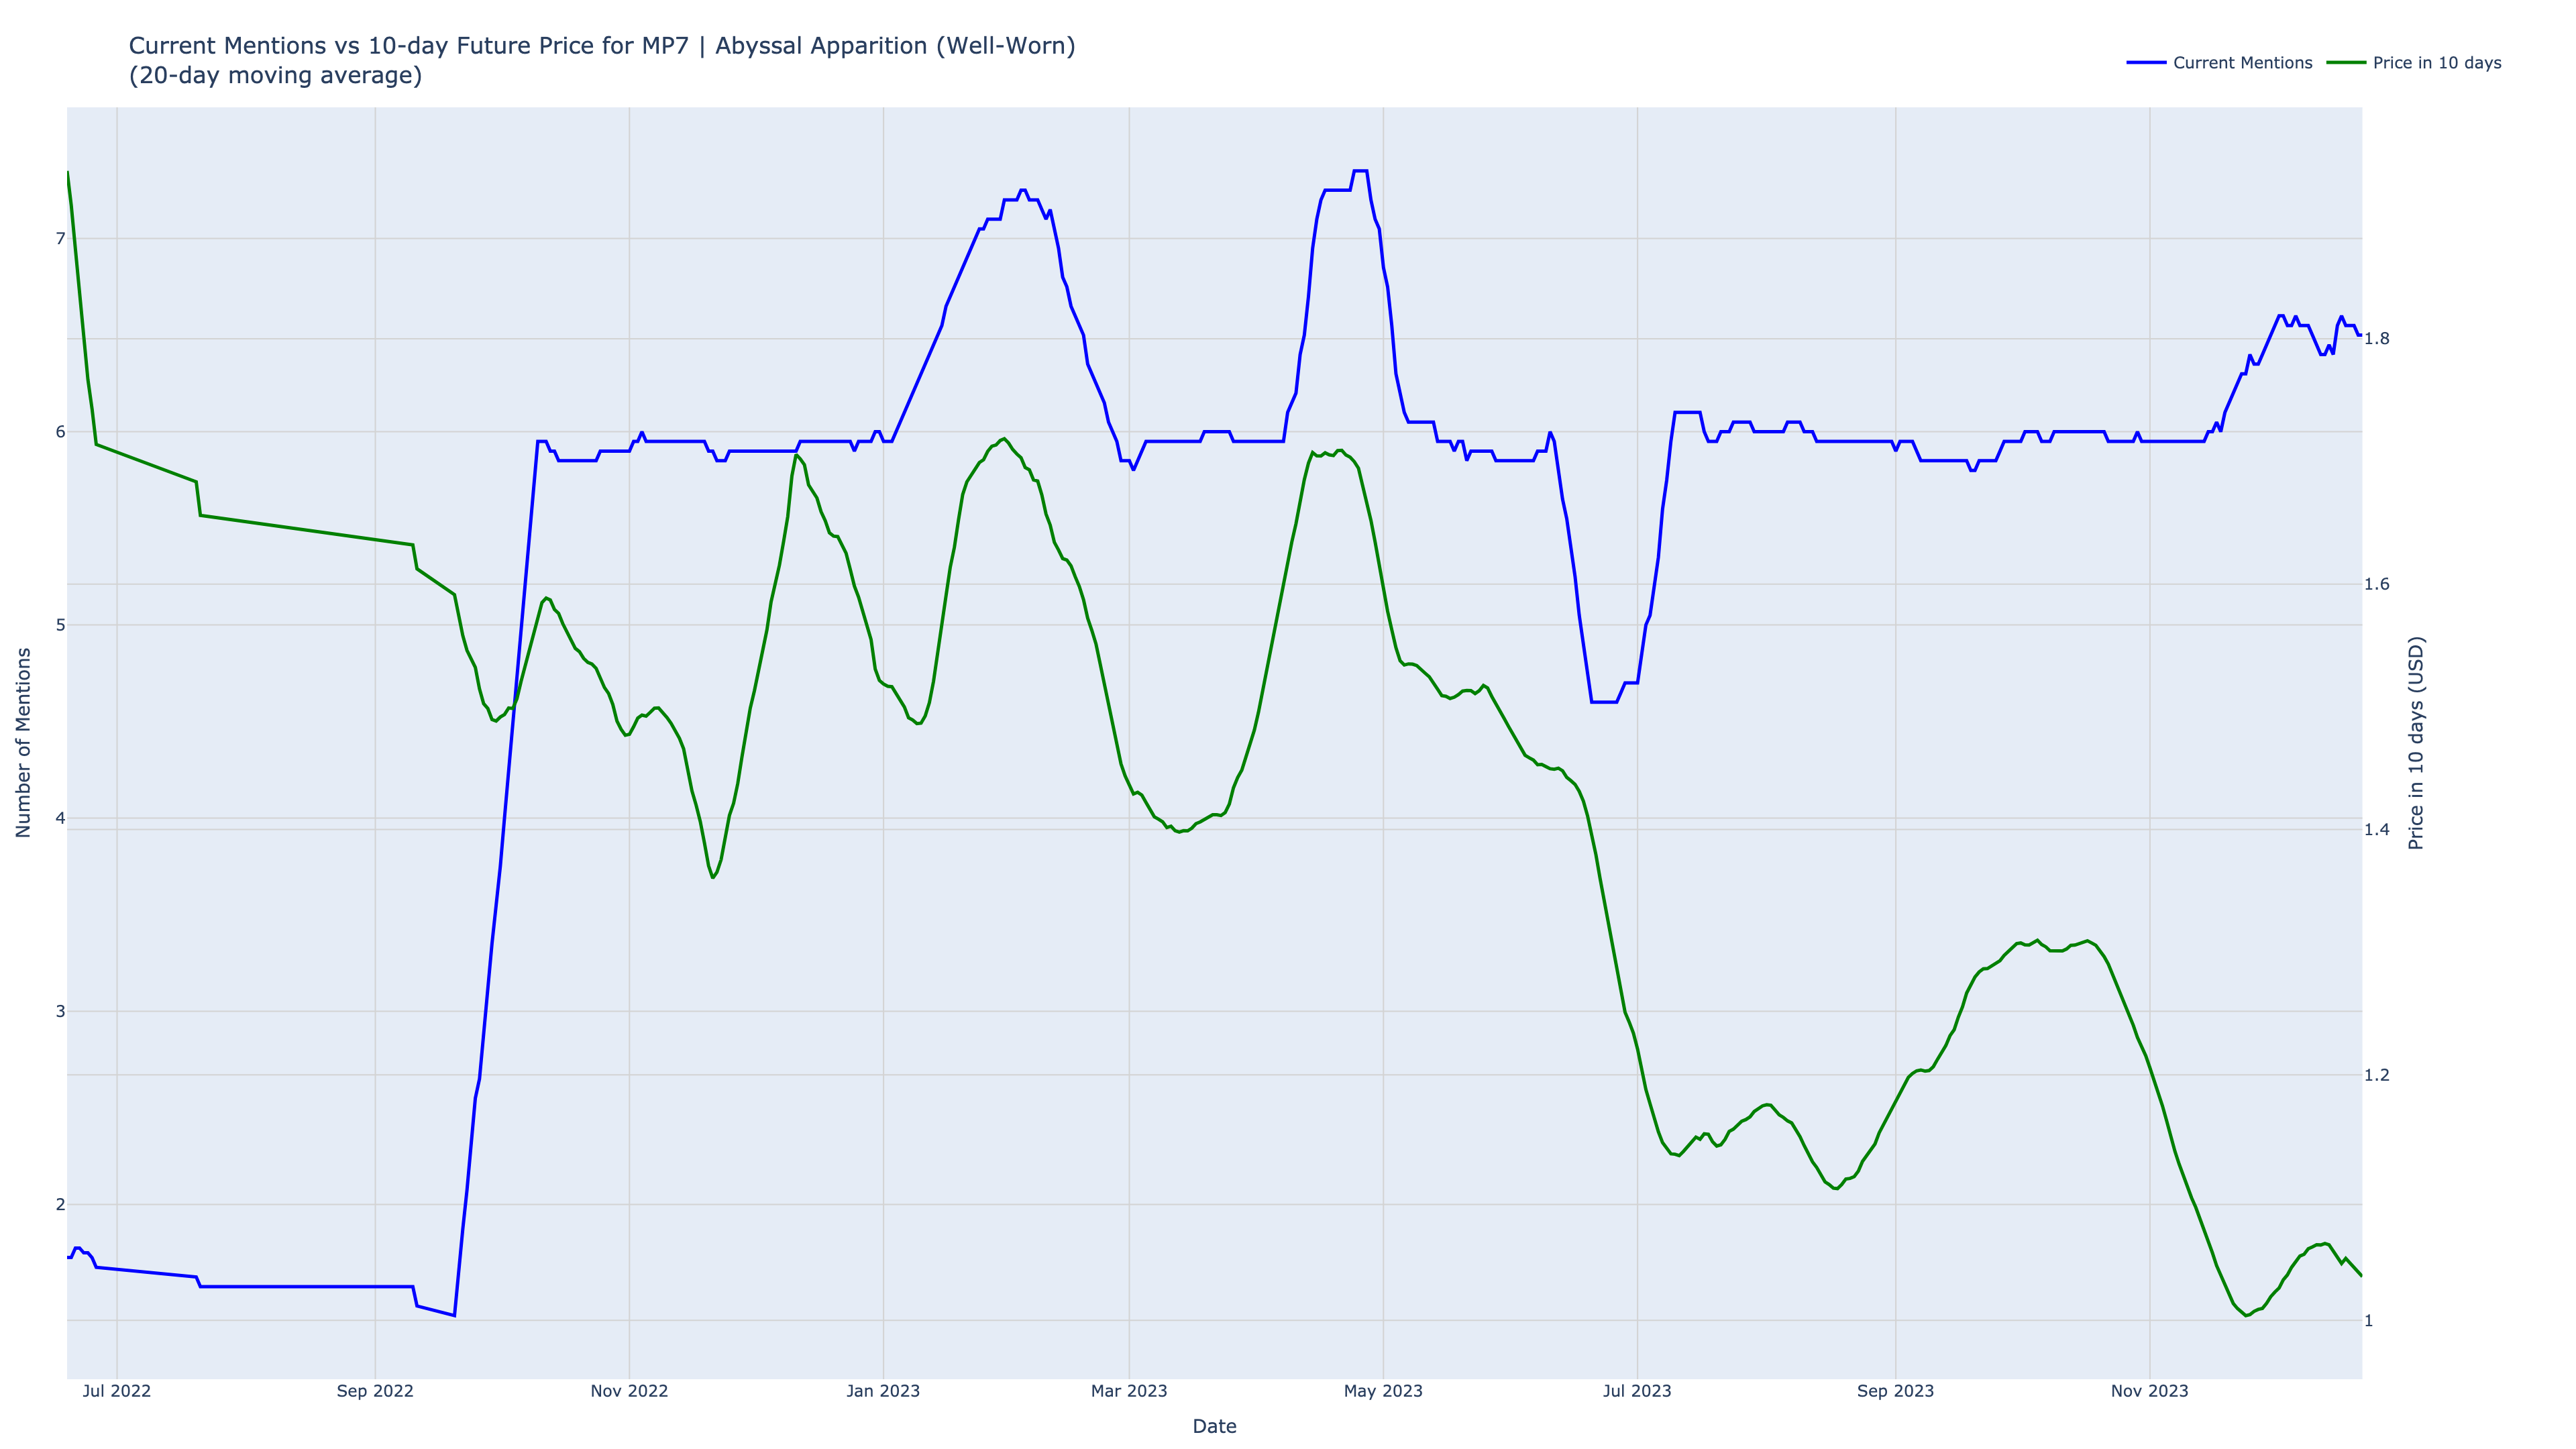 Current Mentions vs 10-day Future Price for MP7 | Abyssal Apparition (Well-Worn)
(20-day moving average)
Current Mentions
Price in 10 days
7
6
5
4
3
2
Number of Mentions
1.8
1.6
1.4
1.2
1
Price in 10 days (USD)
Jul 2022
Sep 2022
Nov 2022
Jan 2023
Mar 2023
May 2023
Jul 2023
Sep 2023
Nov 2023
Date